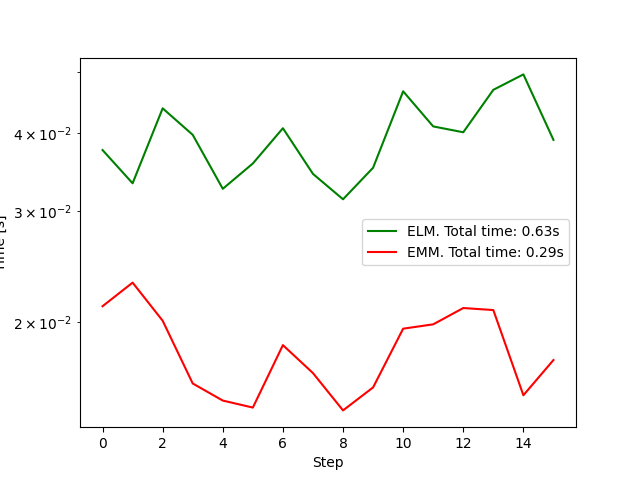 4 × 10⁻²
3 × 10⁻²
2 × 10⁻²
Time [s]
ELM. Total time: 0.63s
EMM. Total time: 0.29s
0 2 4 6 8 10 12 14
Step